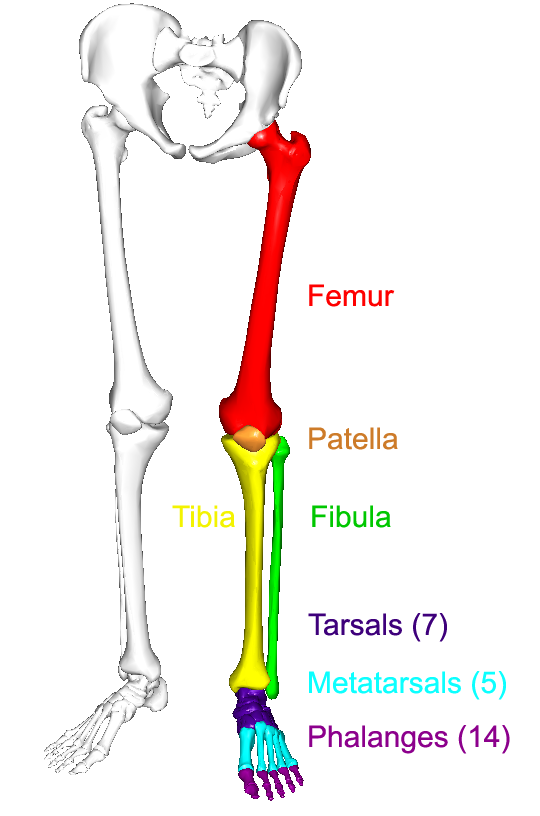 Femur
Patella
Tibia
Fibula
Tarsals (7)
Metatarsals (5)
Phalanges (14)